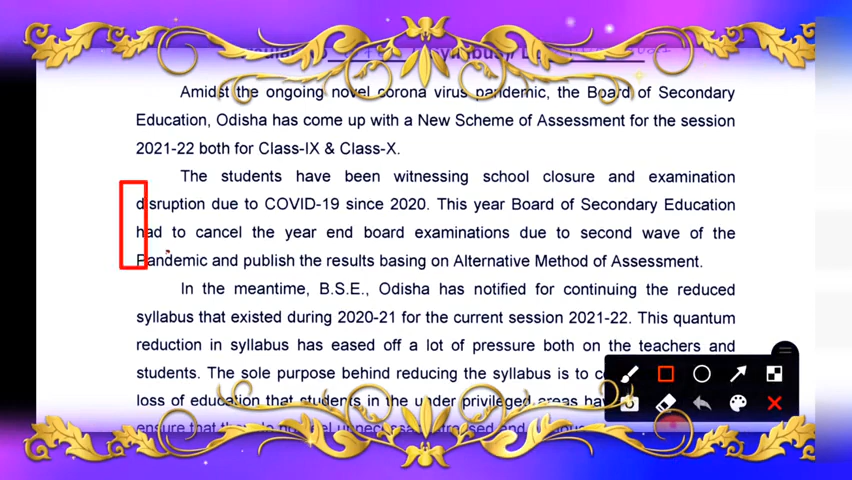 Amidst the ongoing novel corona virus pandemic, the Board of Secondary
Education, Odisha has come up with a New Scheme of Assessment for the session
2021-22 both for Class-IX & Class-X.
The students have been witnessing school closure and examination
disruption due to COVID-19 since 2020. This year Board of Secondary Education
had to cancel the year end board examinations due to second wave of the
Pandemic and publish the results basing on Alternative Method of Assessment.
In the meantime, B.S.E., Odisha has notified for continuing the reduced
syllabus that existed during 2020-21 for the current session 2021-22. This quantum
reduction in syllabus has eased off a lot of pressure both on the teachers and
students. The sole purpose behind reducing the syllabus is to
loss of education that students in the under privileged areas
ensure that